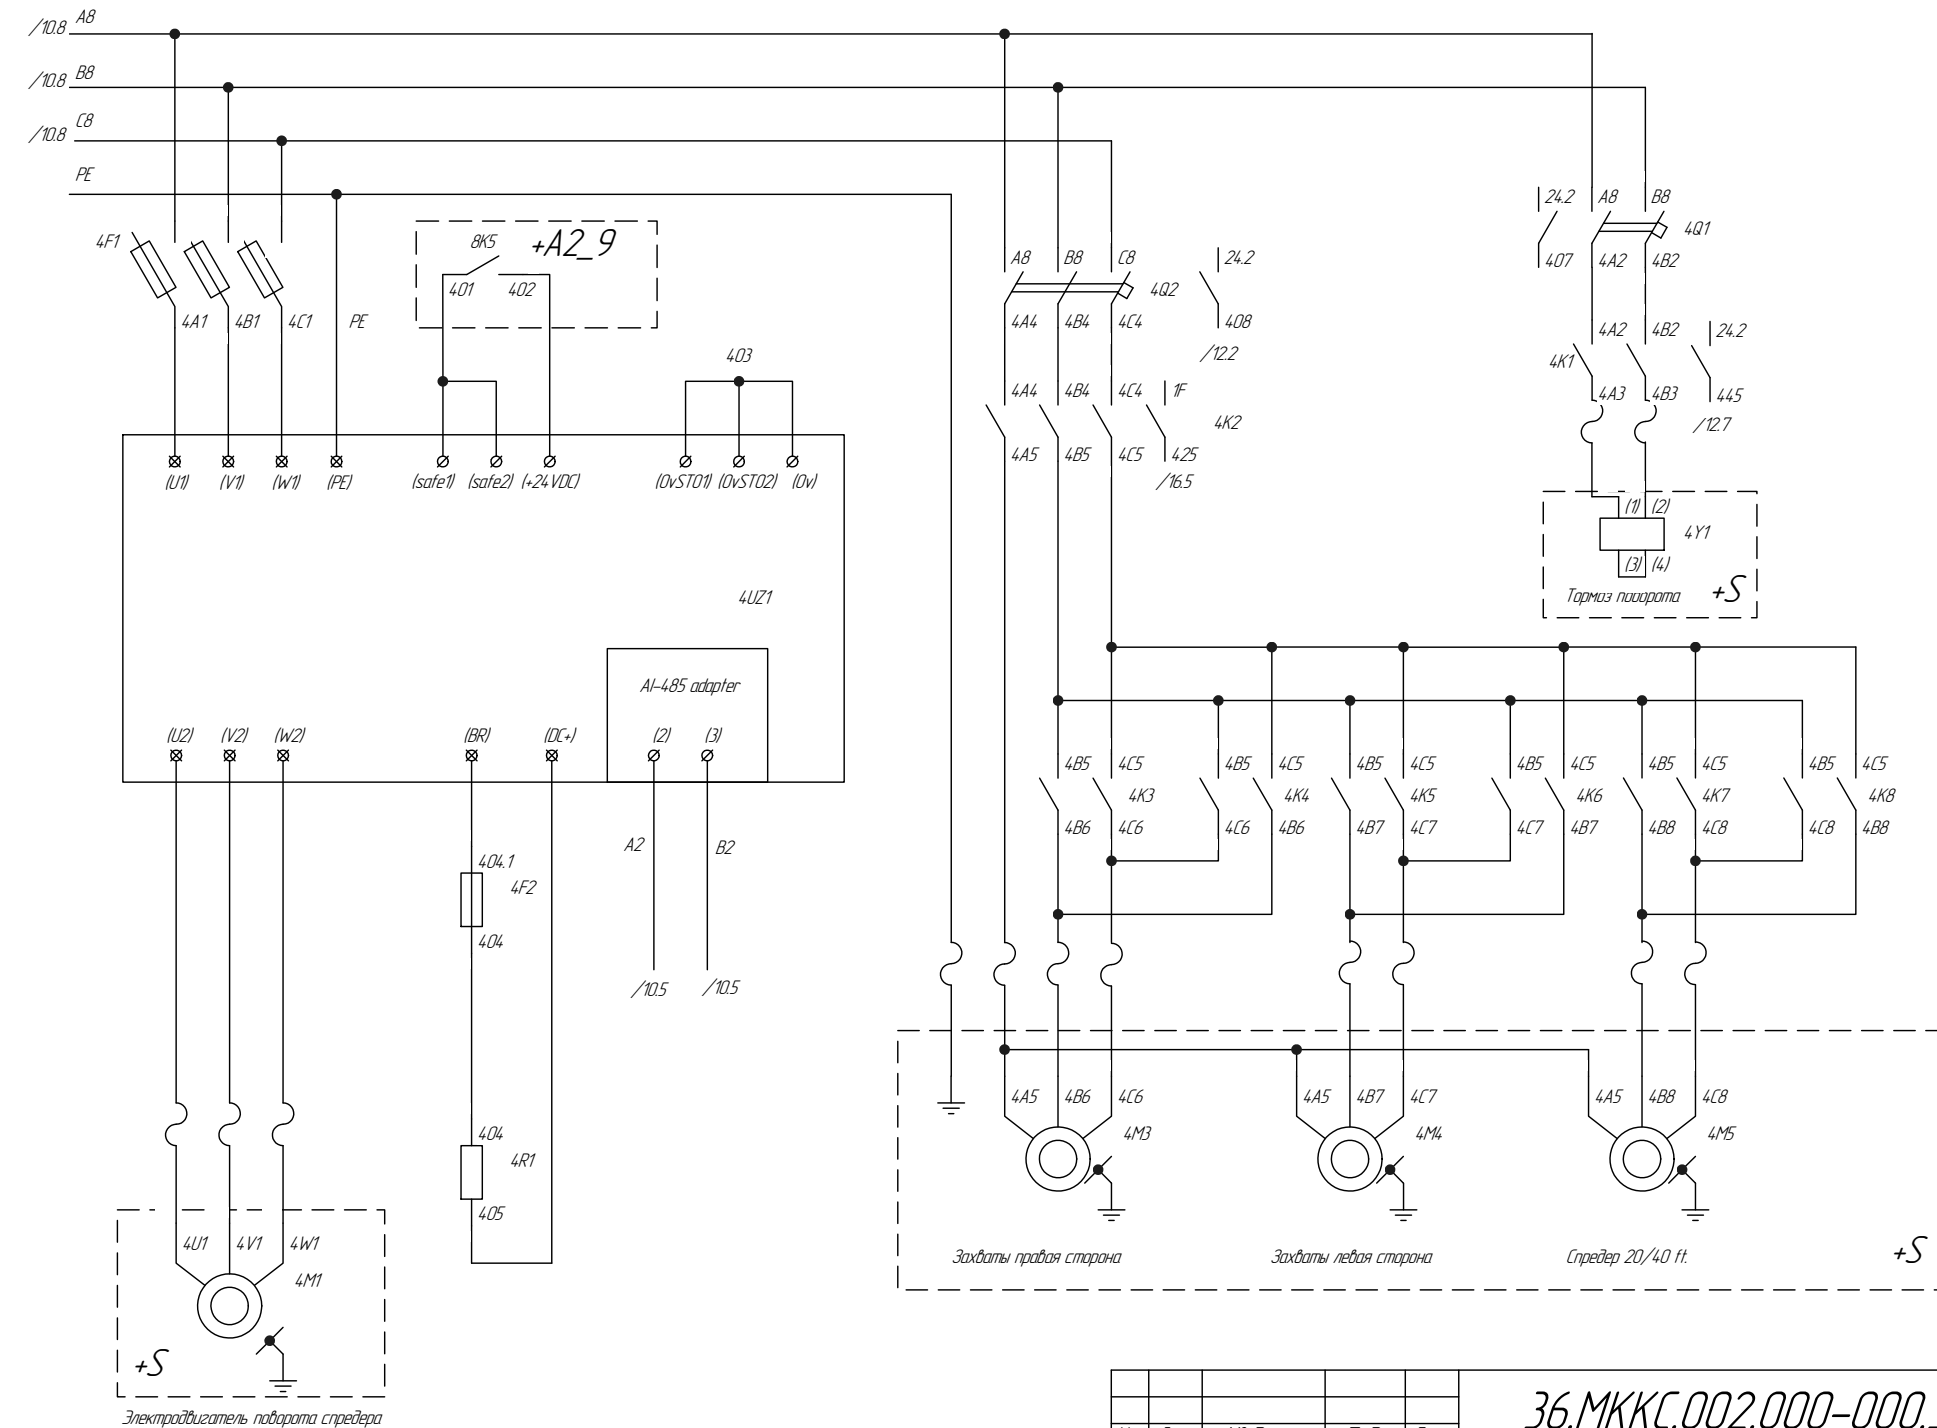 /10.8 A8
/10.8 B8
/10.8 C8
PE
4F1
4A1 4B1 4C1 PE
8K5 +A2_9
401 402
403
(U1) (V1) (W1) (PE) (safe1) (safe2) (+24VDC) (0vST01) (0vST02) (0v)
4UZ1
AI-485 adapter
(U2) (V2) (W2) (BR) (DC+) (2) (3)
A2 B2
404.1
4F2
404
/10.5 /10.5
404
4R1
405
4U1 4V1 4W1
4M1
+S
Электродвигатель поворота спредера
A8 B8 C8 24.2
4Q2
4A4 4B4 4C4 408
/12.2
4A4 4B4 4C4 1F
4K2
4A5 4B5 4C5 425
/16.5
24.2 A8 B8
4Q1
407 4A2 4B2
4A2 4B2 24.2
4K1
4A3 4B3 445
/12.7
(1) (2)
4Y1
(3) (4)
Тормоз поворота +S
4B5 4C5 4B5 4C5 4B5 4C5 4B5 4C5 4B5 4C5 4B5 4C5
4K3 4K4 4K5 4K6 4K7 4K8
4B6 4C6 4C6 4B6 4B7 4C7 4C7 4B7 4B8 4C8 4C8 4B8
4A5 4B6 4C6 4A5 4B7 4C7 4A5 4B8 4C8
4M3 4M4 4M5
Захваты правая сторона Захваты левая сторона Спредер 20/40 ft. +S
36.МККС.002.000-000.